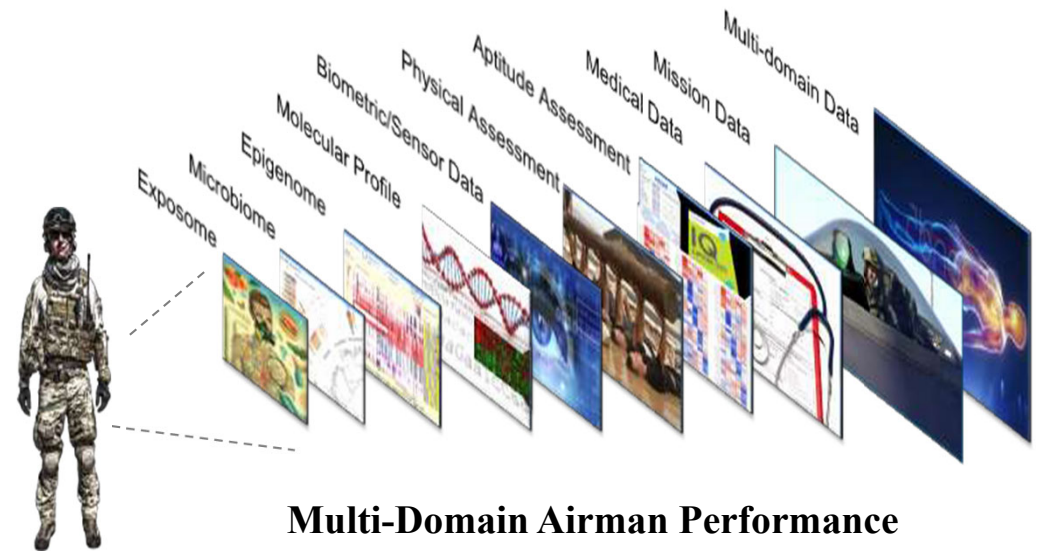 Exposome
Microbiome
Epigenome
Molecular Profile
Biometric/Sensor Data
Physical Assessment
Aptitude Assessment
Medical Data
Mission Data
Multi-domain Data
IQ
Multi-Domain Airman Performance